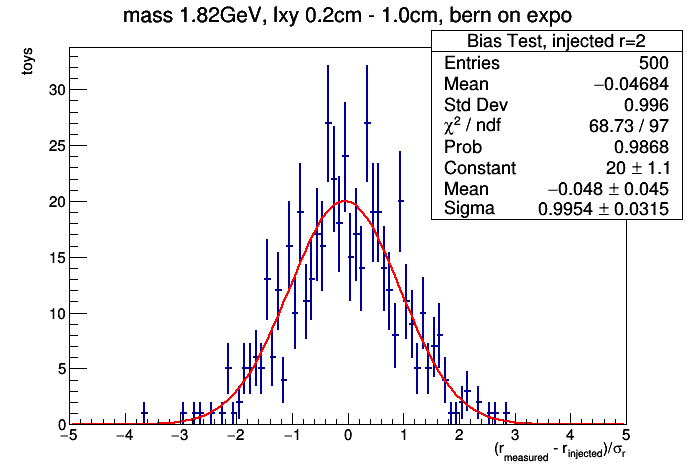 mass 1.82GeV, lxy 0.2cm - 1.0cm, bern on expo
toys
Bias Test, injected r=2
Entries 500
Mean −0.04684
Std Dev 0.996
χ² / ndf 68.73 / 97
Prob 0.9868
Constant 20 ± 1.1
Mean −0.048 ± 0.045
Sigma 0.9954 ± 0.0315
30
25
20
15
10
5
0
−5 −4 −3 −2 −1 0 1 2 3 4 5
(r_measured - r_injected)/σ_r